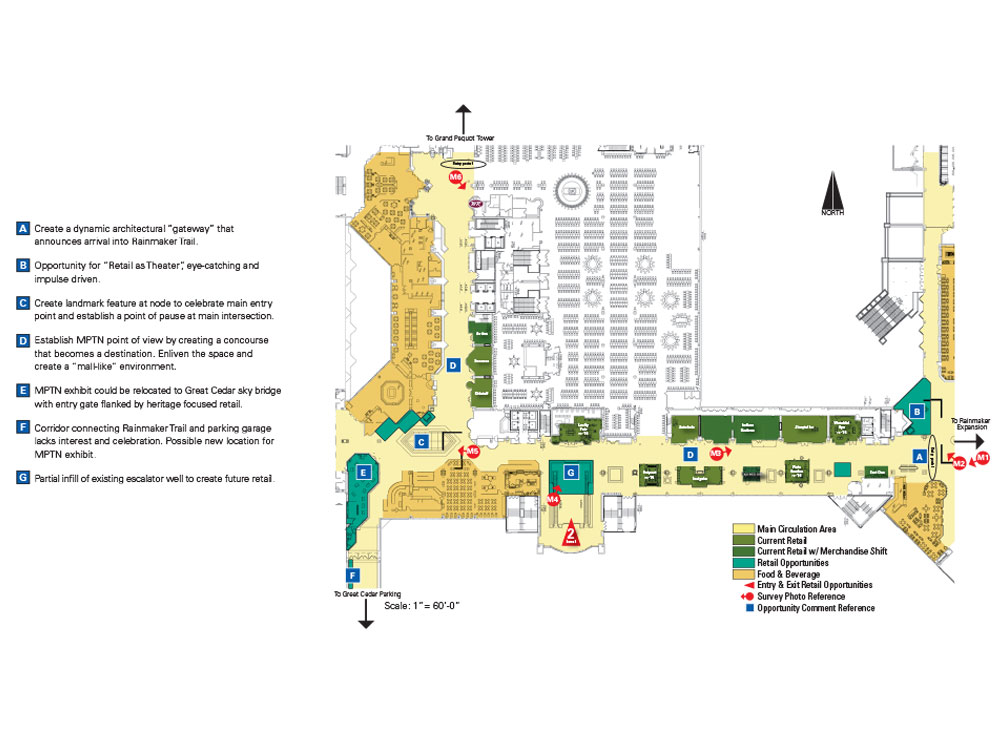 To Grand Pequot Tower
Entry point 1
M6
A Create a dynamic architectural "gateway" that
announces arrival into Rainmaker Trail.
B Opportunity for "Retail as Theater", eye-catching and
impulse driven.
C Create landmark feature at node to celebrate main entry
point and establish a point of pause at main intersection.
D Establish MPTN point of view by creating a concourse
that becomes a destination. Enliven the space and
create a "mall-like" environment.
E MPTN exhibit could be relocated to Great Cedar sky bridge
with entry gate flanked by heritage focused retail.
F Corridor connecting Rainmaker Trail and parking garage
lacks interest and celebration. Possible new location for
MPTN exhibit.
G Partial infill of existing escalator well to create future retail.
NORTH
D
B
To Rainmaker
Expansion
C
M5
D
M3
A
M2
M1
E
G
M4
2
F
To Great Cedar Parking
Scale: 1" = 60'-0"
Main Circulation Area
Current Retail
Current Retail w/ Merchandise Shift
Retail Opportunities
Food & Beverage
Entry & Exit Retail Opportunities
Survey Photo Reference
Opportunity Comment Reference